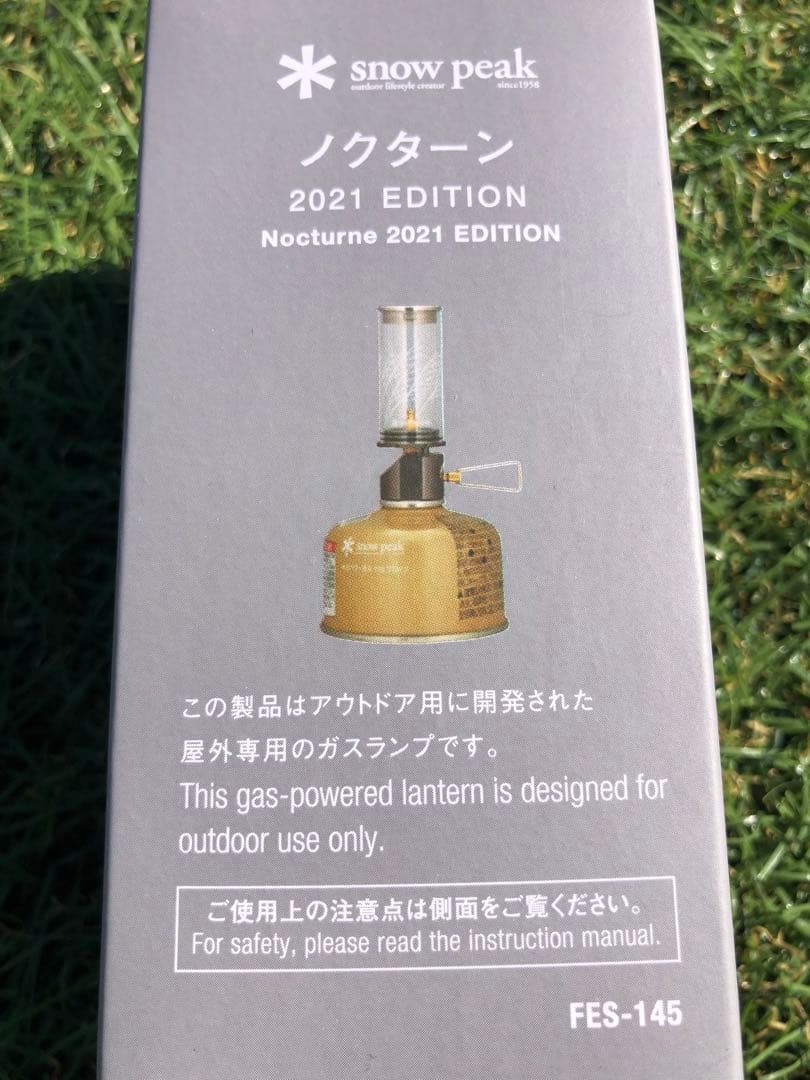 snow peak
outdoor lifestyle creator since1958
ノクターン
2021 EDITION
Nocturne 2021 EDITION
snow peak
この製品はアウトドア用に開発された
屋外専用のガスランプです。
This gas-powered lantern is designed for
outdoor use only.
ご使用上の注意点は側面をご覧ください。
For safety, please read the instruction manual.
FES-145